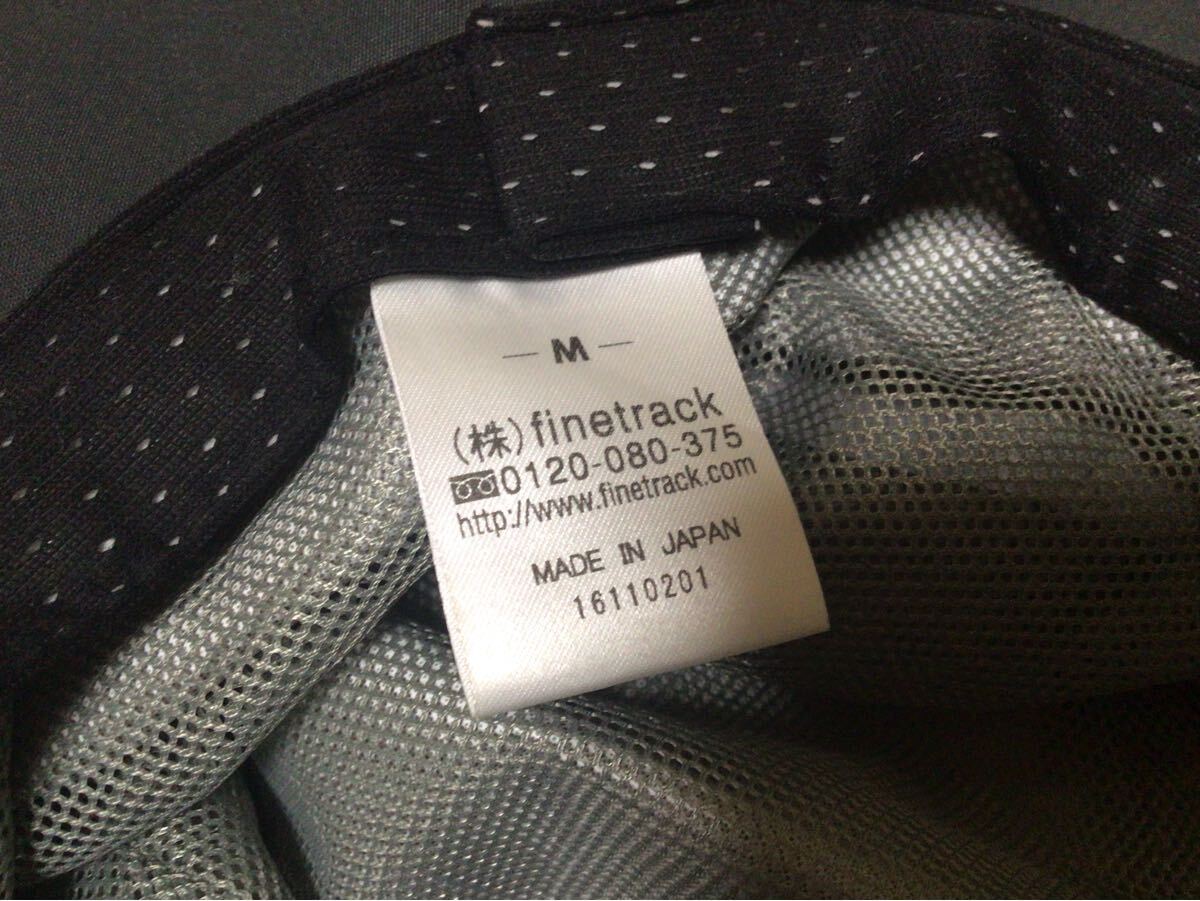 — M —
(株)finetrack
0120-080-375
http://www.finetrack.com
MADE IN JAPAN
16110201